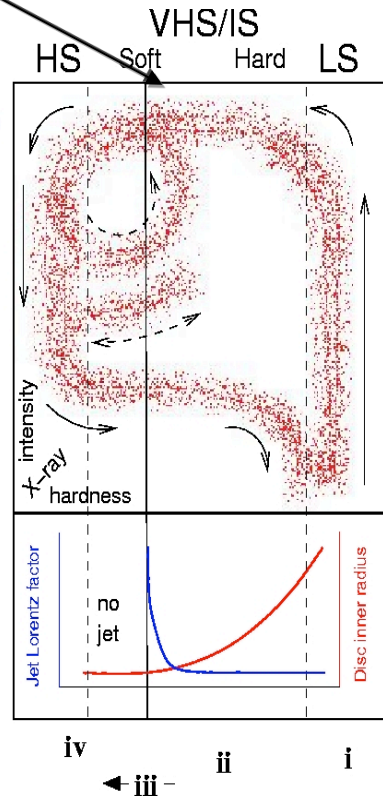 VHS/IS
HS Soft Hard LS
X-ray intensity
hardness
Jet Lorentz factor
no
jet
Disc inner radius
iv ii i
iii